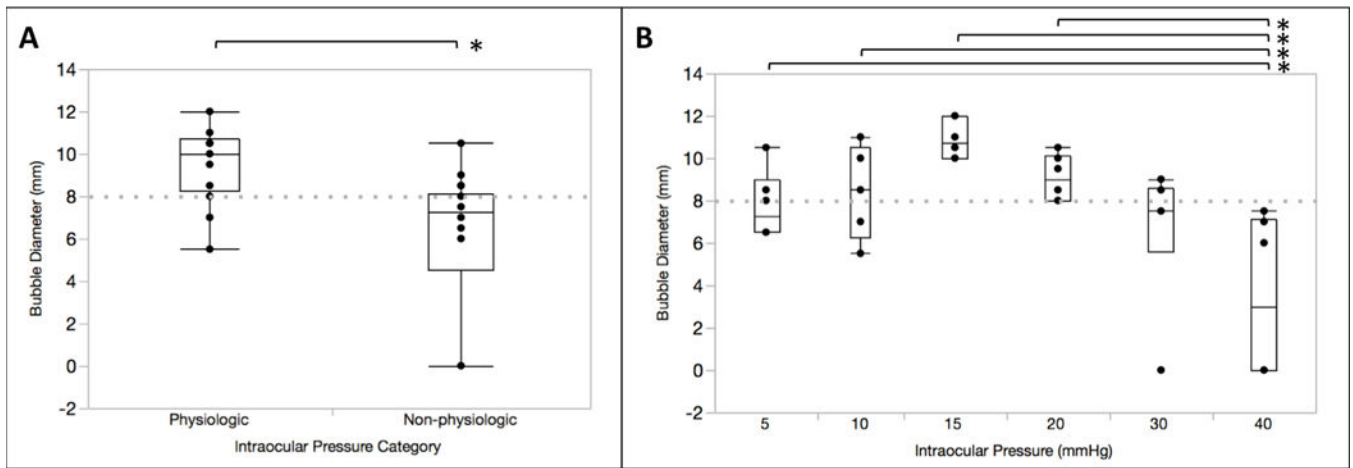 A
*
14
12
10
8
6
4
2
0
-2
Bubble Diameter (mm)
Physiologic
Non-physiologic
Intraocular Pressure Category
B
*
*
*
*
14
12
10
8
6
4
2
0
-2
Bubble Diameter (mm)
5 10 15 20 30 40
Intraocular Pressure (mmHg)